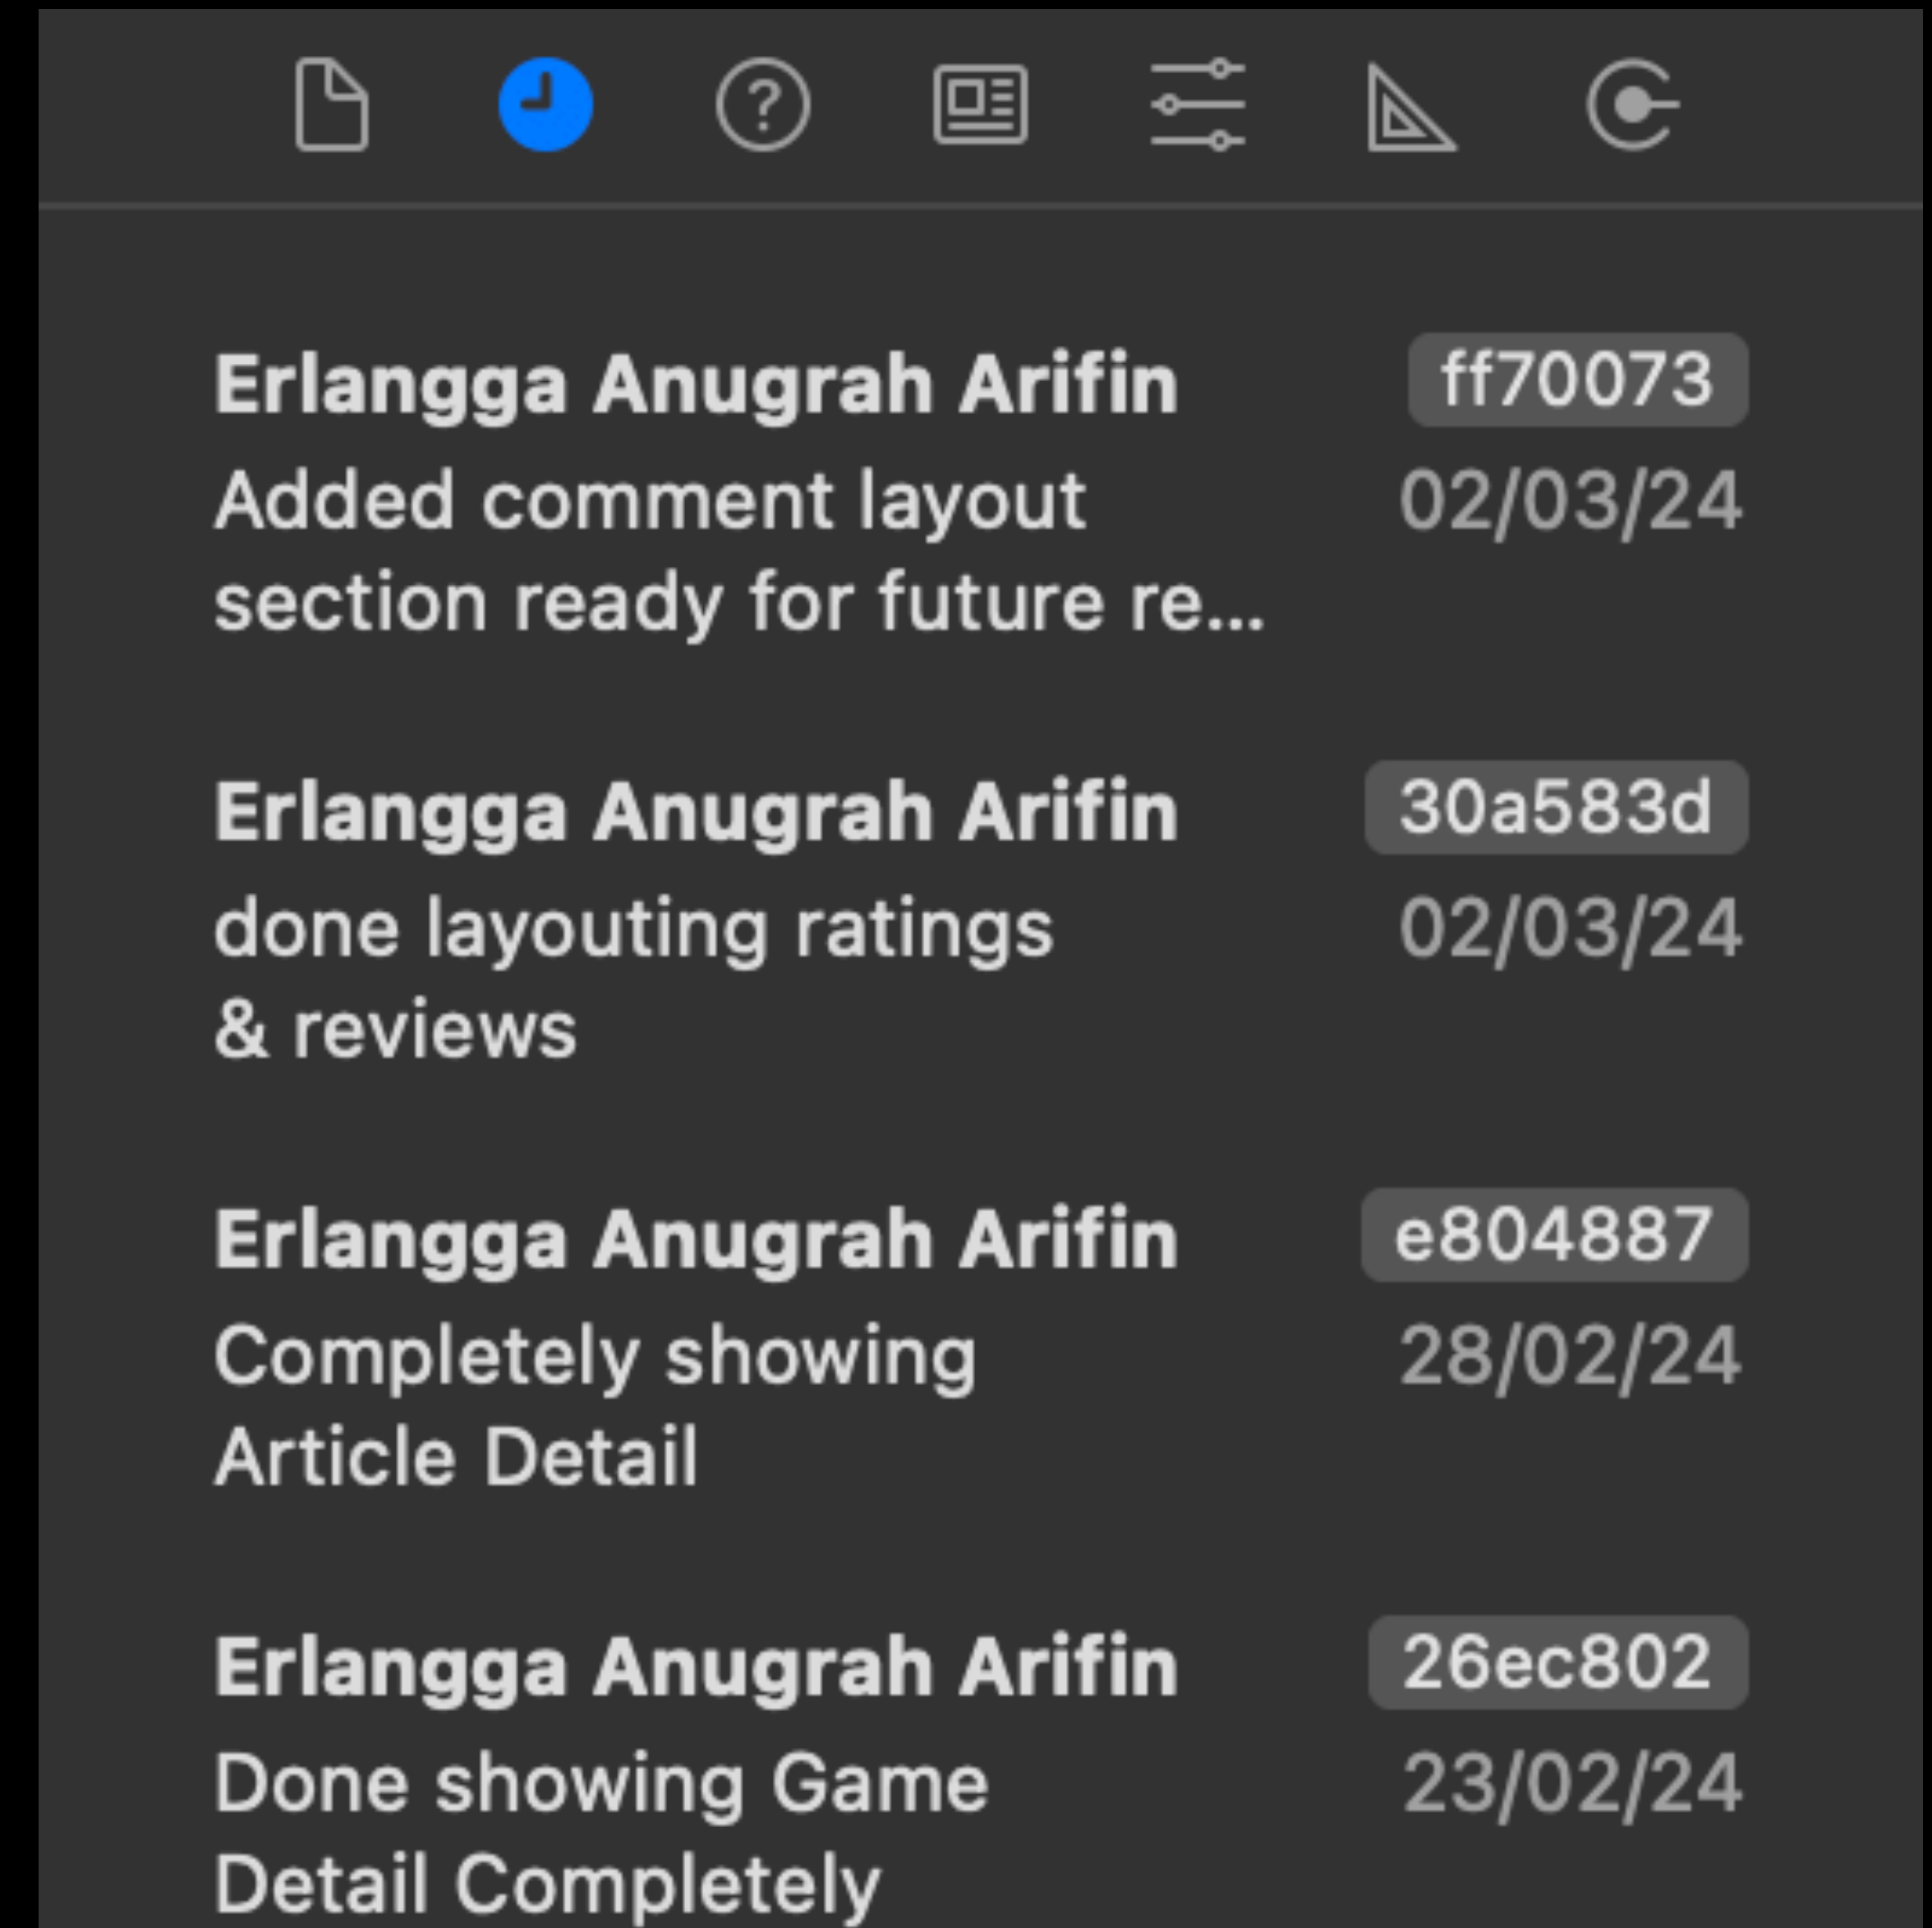 Erlangga Anugrah Arifin ff70073
Added comment layout 02/03/24
section ready for future re...
Erlangga Anugrah Arifin 30a583d
done layouting ratings 02/03/24
& reviews
Erlangga Anugrah Arifin e804887
Completely showing 28/02/24
Article Detail
Erlangga Anugrah Arifin 26ec802
Done showing Game 23/02/24
Detail Completely